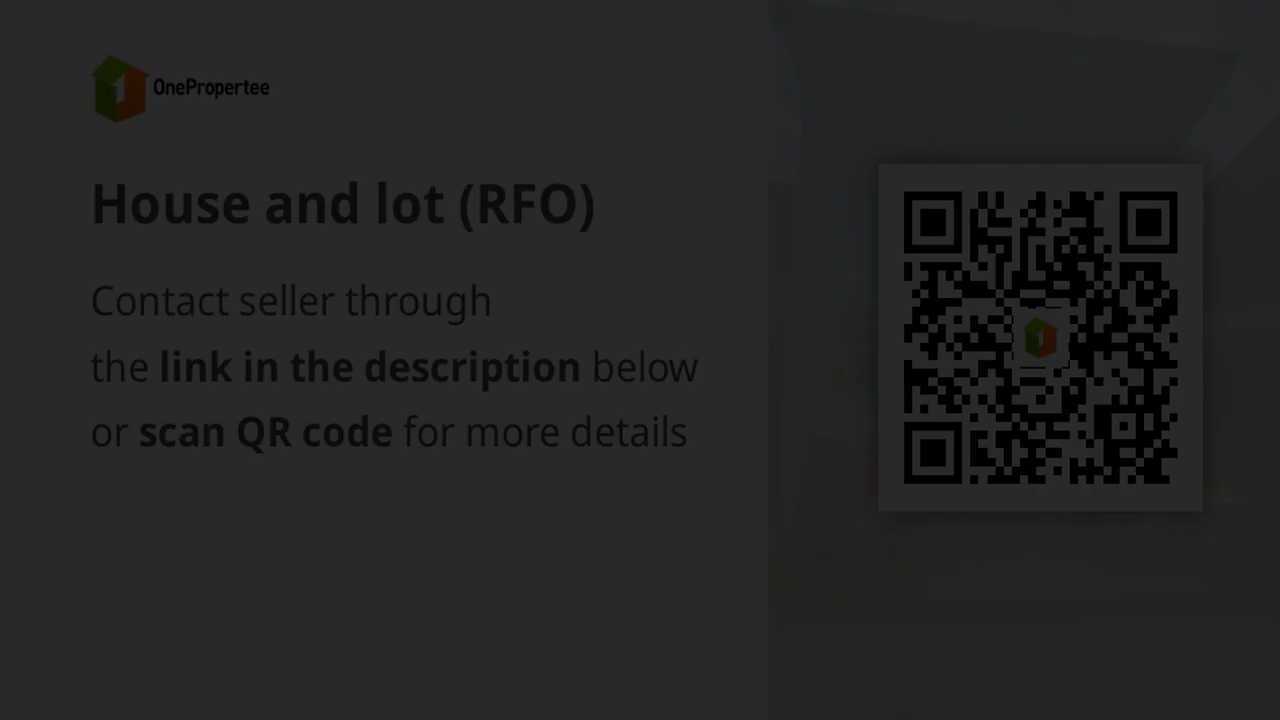 OnePropertee
House and lot (RFO)
Contact seller through
the link in the description below
or scan QR code for more details